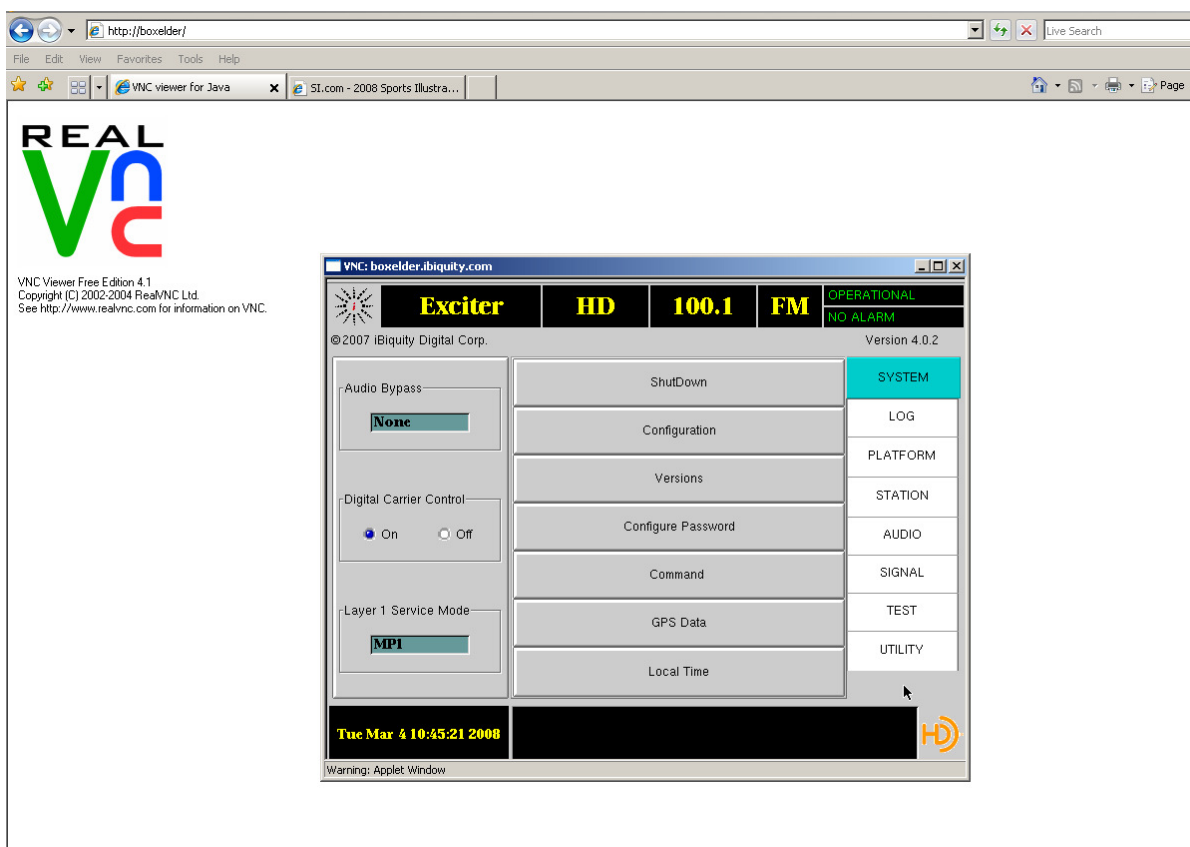 http://boxelder/
Live Search
File Edit View Favorites Tools Help
VNC viewer for Java
SI.com - 2008 Sports Illustra...
Page
REAL
Vnc
VNC Viewer Free Edition 4.1
Copyright (C) 2002-2004 RealVNC Ltd.
See http://www.realvnc.com for information on VNC.
VNC: boxelder.ibiquity.com
Exciter HD 100.1 FM
OPERATIONAL
NO ALARM
©2007 iBiquity Digital Corp.
Version 4.0.2
Audio Bypass
None
Digital Carrier Control
On Off
Layer 1 Service Mode
MP1
ShutDown
Configuration
Versions
Configure Password
Command
GPS Data
Local Time
SYSTEM
LOG
PLATFORM
STATION
AUDIO
SIGNAL
TEST
UTILITY
Tue Mar 4 10:45:21 2008
HD
Warning: Applet Window